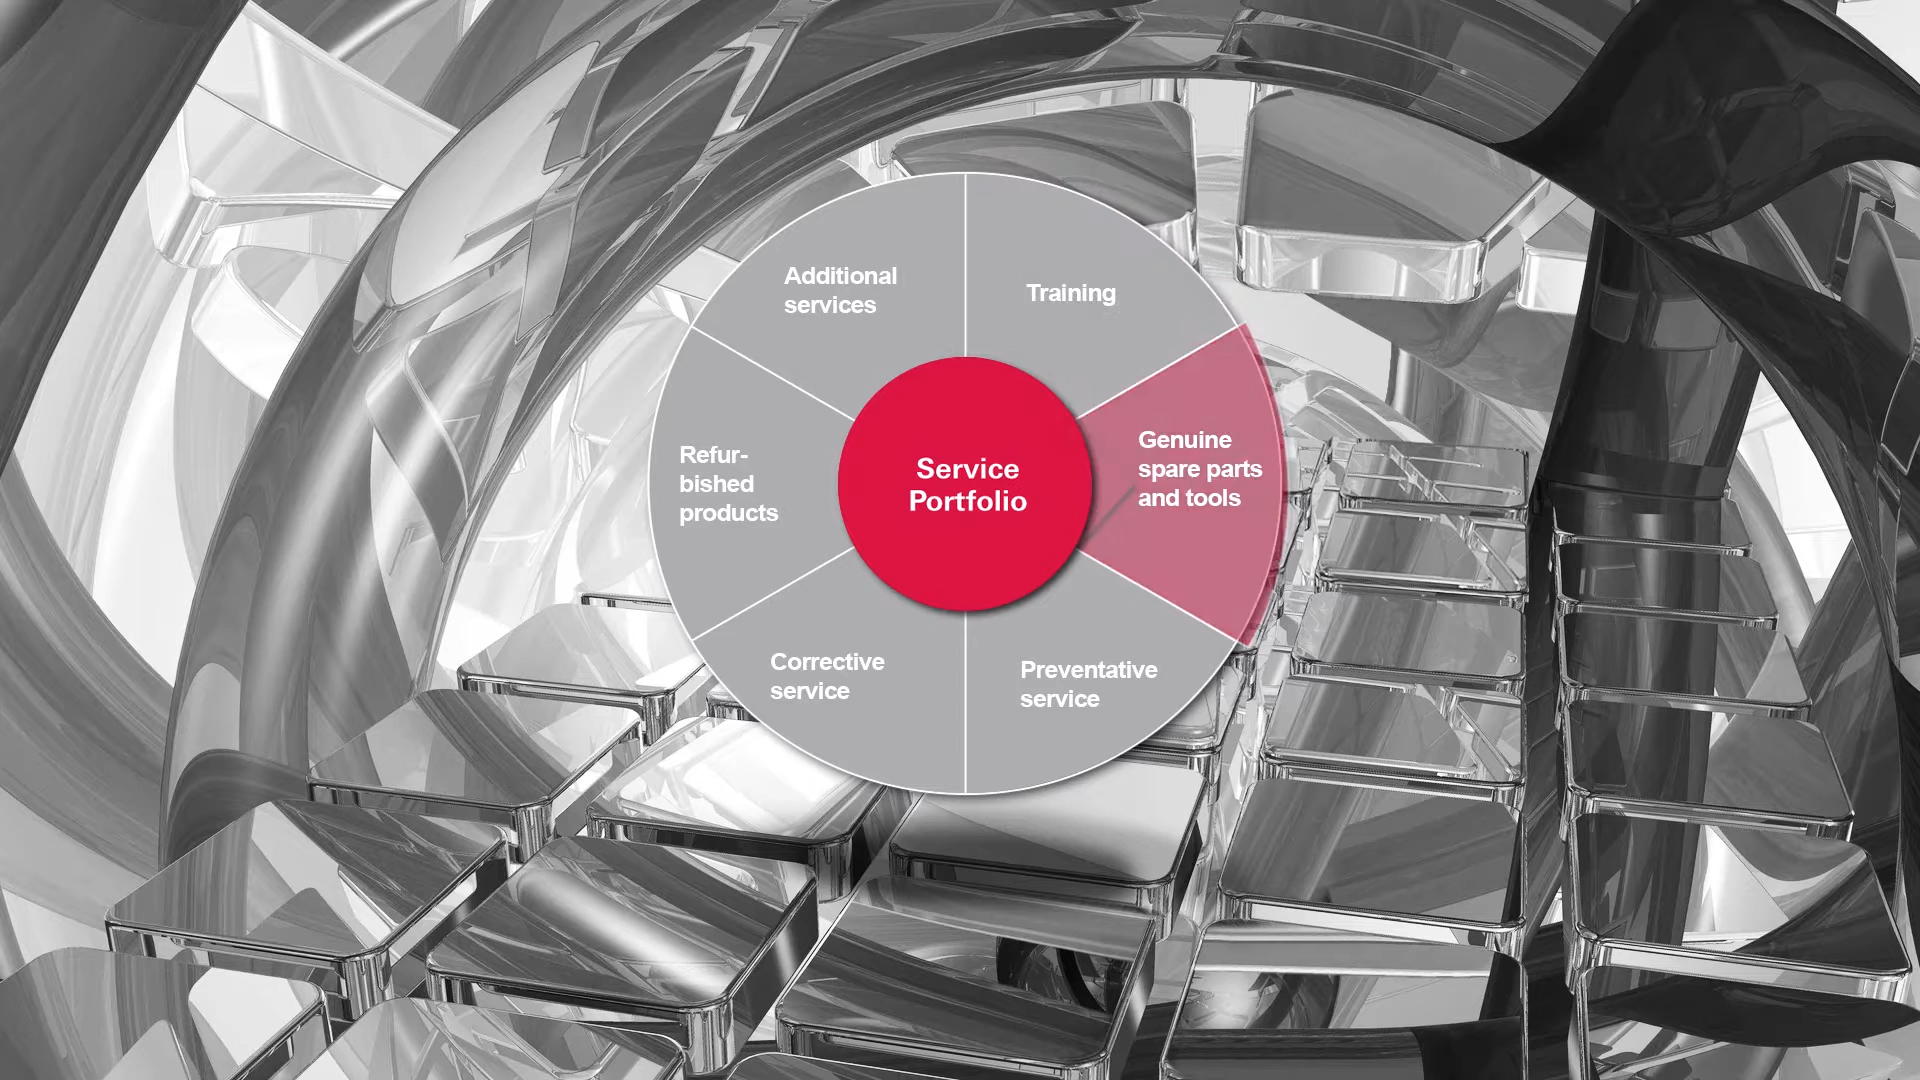 Additional
services
Training
Genuine
spare parts
and tools
Service
Portfolio
Refur-
bished
products
Corrective
service
Preventative
service